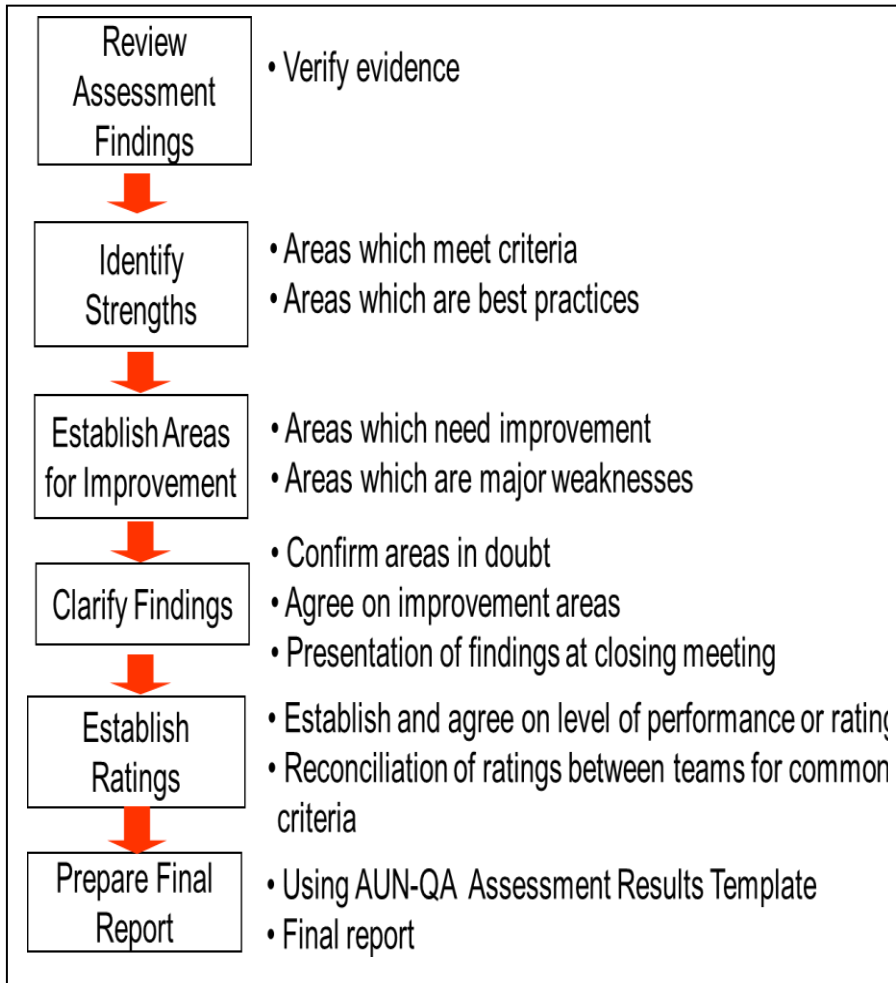 Review
Assessment
Findings
• Verify evidence
Identify
Strengths
• Areas which meet criteria
• Areas which are best practices
Establish Areas
for Improvement
• Areas which need improvement
• Areas which are major weaknesses
Clarify Findings
• Confirm areas in doubt
• Agree on improvement areas
• Presentation of findings at closing meeting
Establish
Ratings
• Establish and agree on level of performance or rating
• Reconciliation of ratings between teams for common
criteria
Prepare Final
Report
• Using AUN-QA Assessment Results Template
• Final report